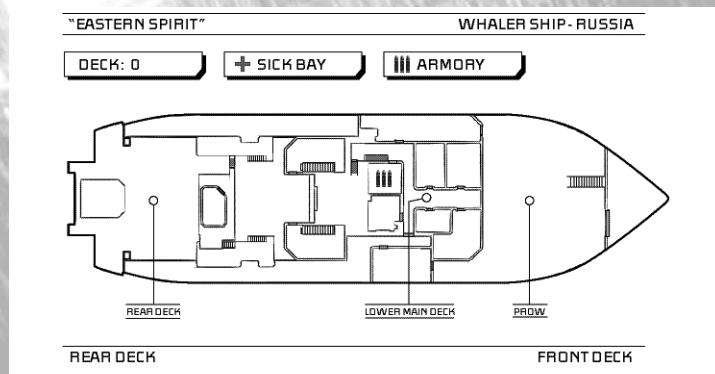 "EASTERN SPIRIT" WHALER SHIP - RUSSIA
DECK: 0 SICK BAY ARMORY
REAR DECK LOWER MAIN DECK PROW
REAR DECK FRONT DECK